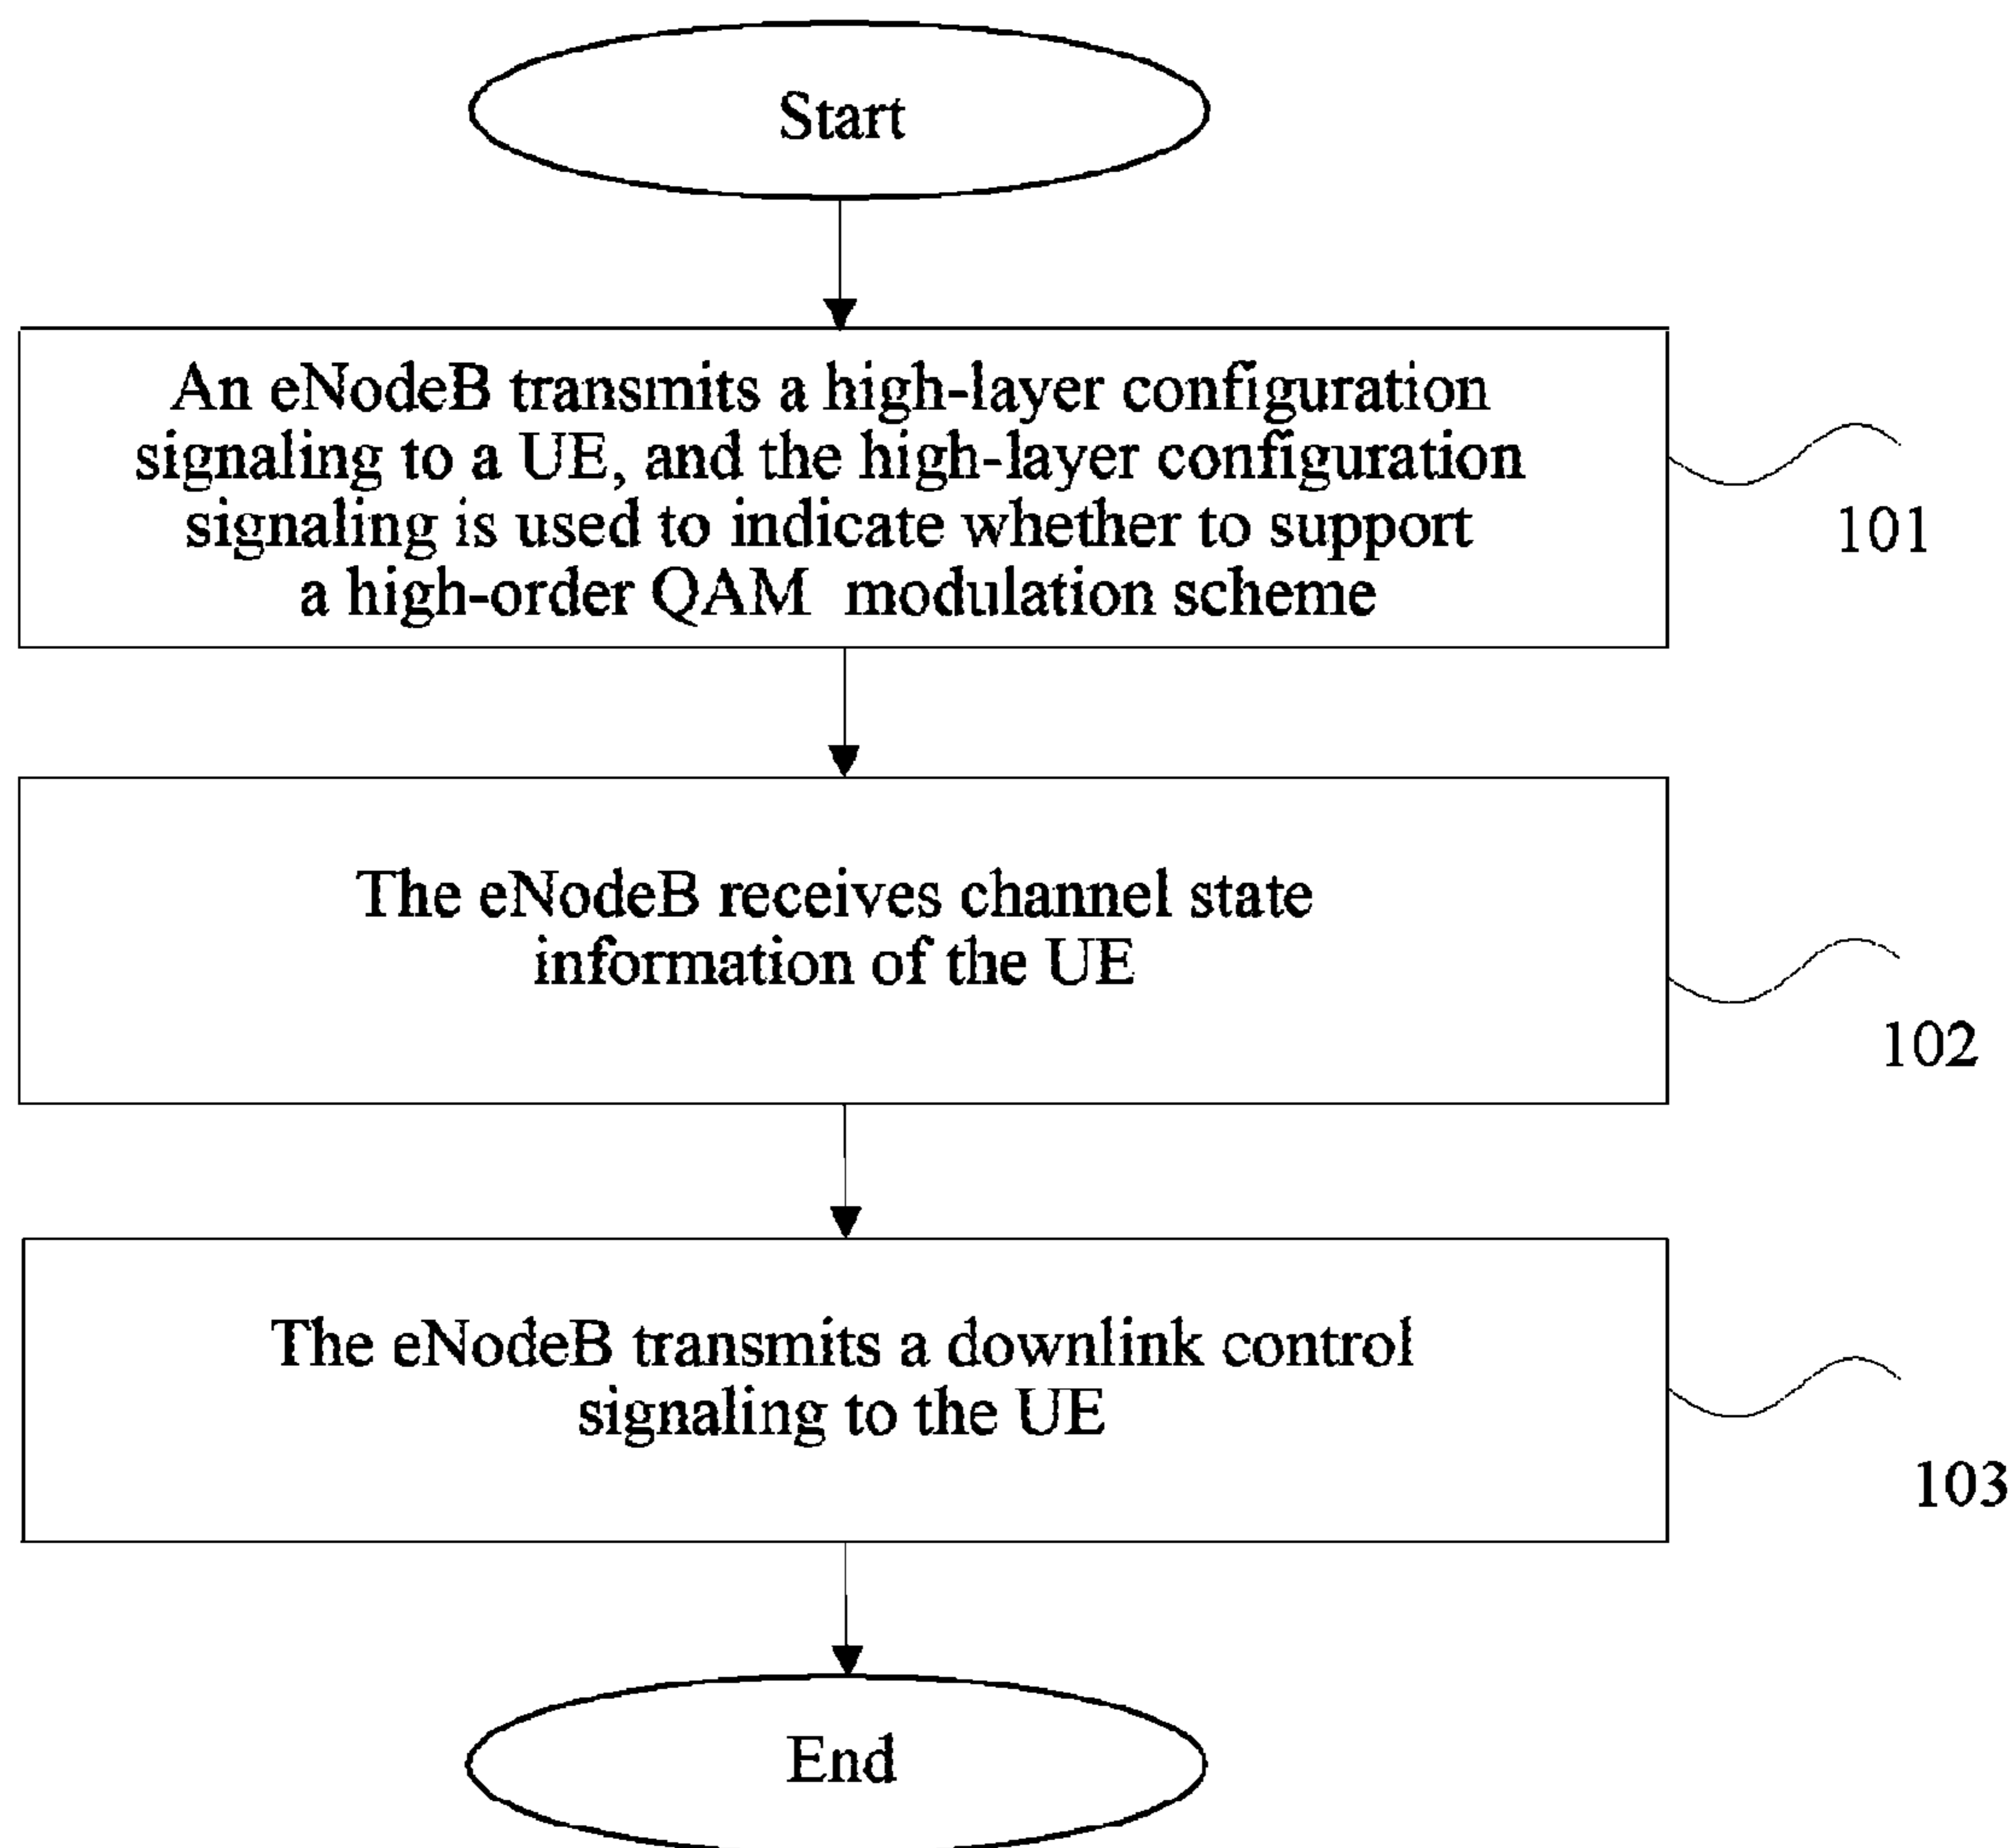 Start
An eNodeB transmits a high-layer configuration
signaling to a UE, and the high-layer configuration
signaling is used to indicate whether to support
a high-order QAM modulation scheme
101
The eNodeB receives channel state
information of the UE
102
The eNodeB transmits a downlink control
signaling to the UE
103
End